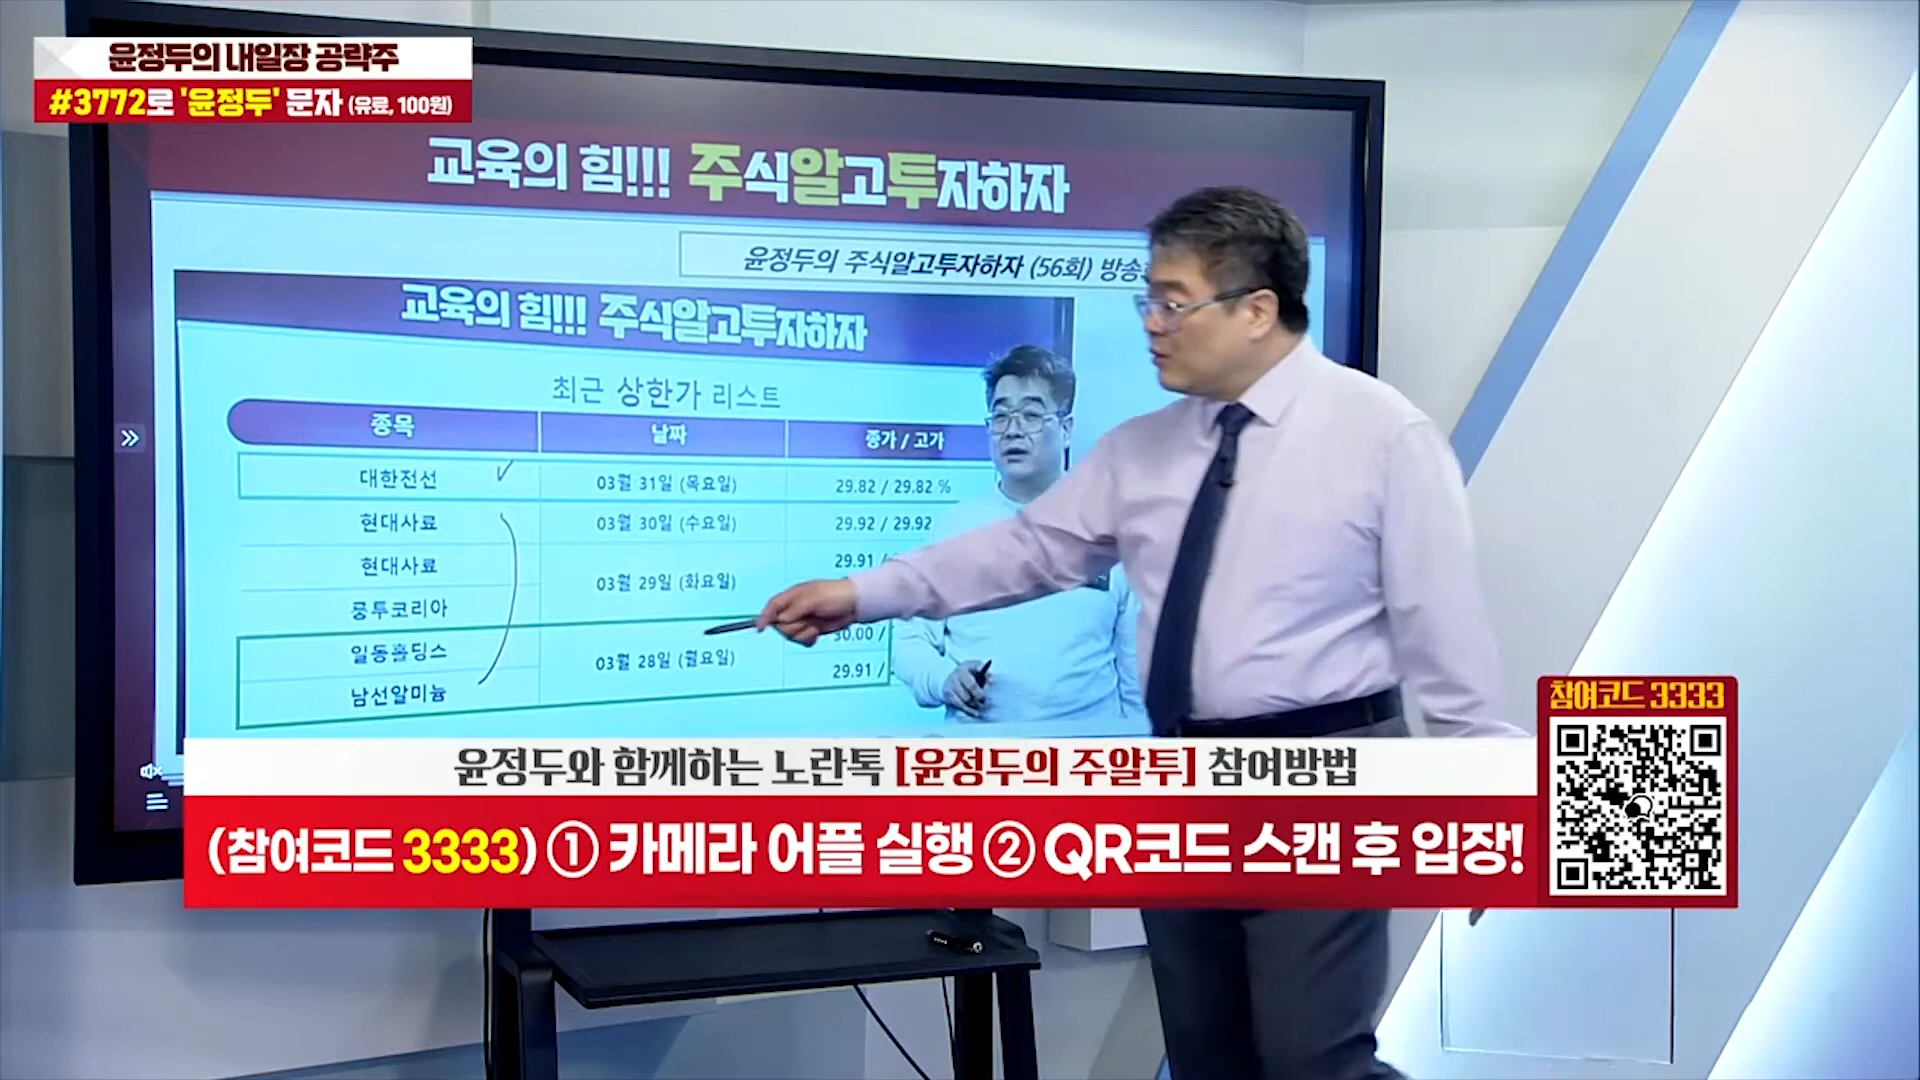 윤정두의 내일장 공략주
#3772로 '윤정두' 문자 (유료, 100원)
교육의 힘!!! 주식알고투자하자
윤정두의 주식알고투자하자 (56회) 방송
교육의 힘!!! 주식알고투자하자
최근 상한가 리스트
종목 날짜 종가 / 고가
대한전선 03월 31일 (목요일) 29.82 / 29.82 %
현대사료 03월 30일 (수요일) 29.92 / 29.92
현대사료 03월 29일 (화요일) 29.91 /
룽투코리아
일동홀딩스 03월 28일 (월요일) 30.00 /
남선알미늄 29.91 /
참여코드 3333
윤정두와 함께하는 노란톡 [윤정두의 주알투] 참여방법
(참여코드 3333) ① 카메라 어플 실행 ② QR코드 스캔 후 입장!